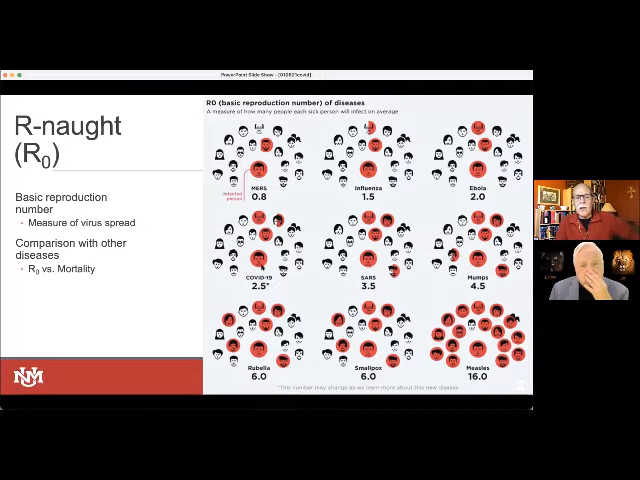 PowerPoint Slide Show - [010821covid]
R-naught
(R0)
Basic reproduction
number
Measure of virus spread
Comparison with other
diseases
R0 vs. Mortality
R0 (basic reproduction number) of diseases
A measure of how many people each sick person will infect on average
Infected
person
MERS
0.8
Influenza
1.5
Ebola
2.0
COVID-19
2.5*
SARS
3.5
Mumps
4.5
Rubella
6.0
Smallpox
6.0
Measles
16.0
*This number may change as we learn more about this new disease